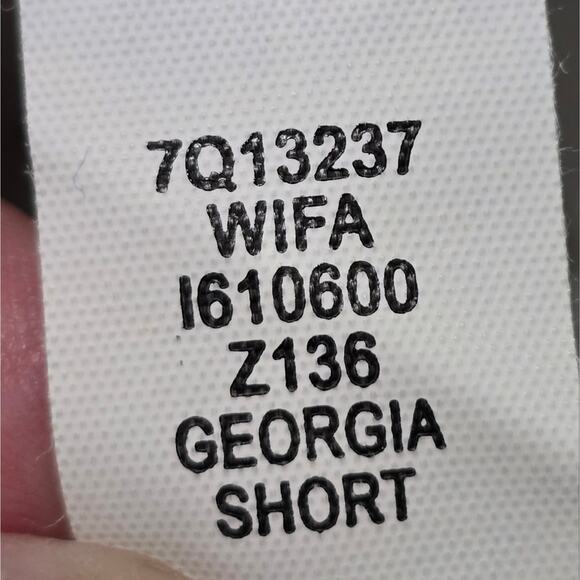 7Q13237
WIFA
I610600
Z136
GEORGIA
SHORT